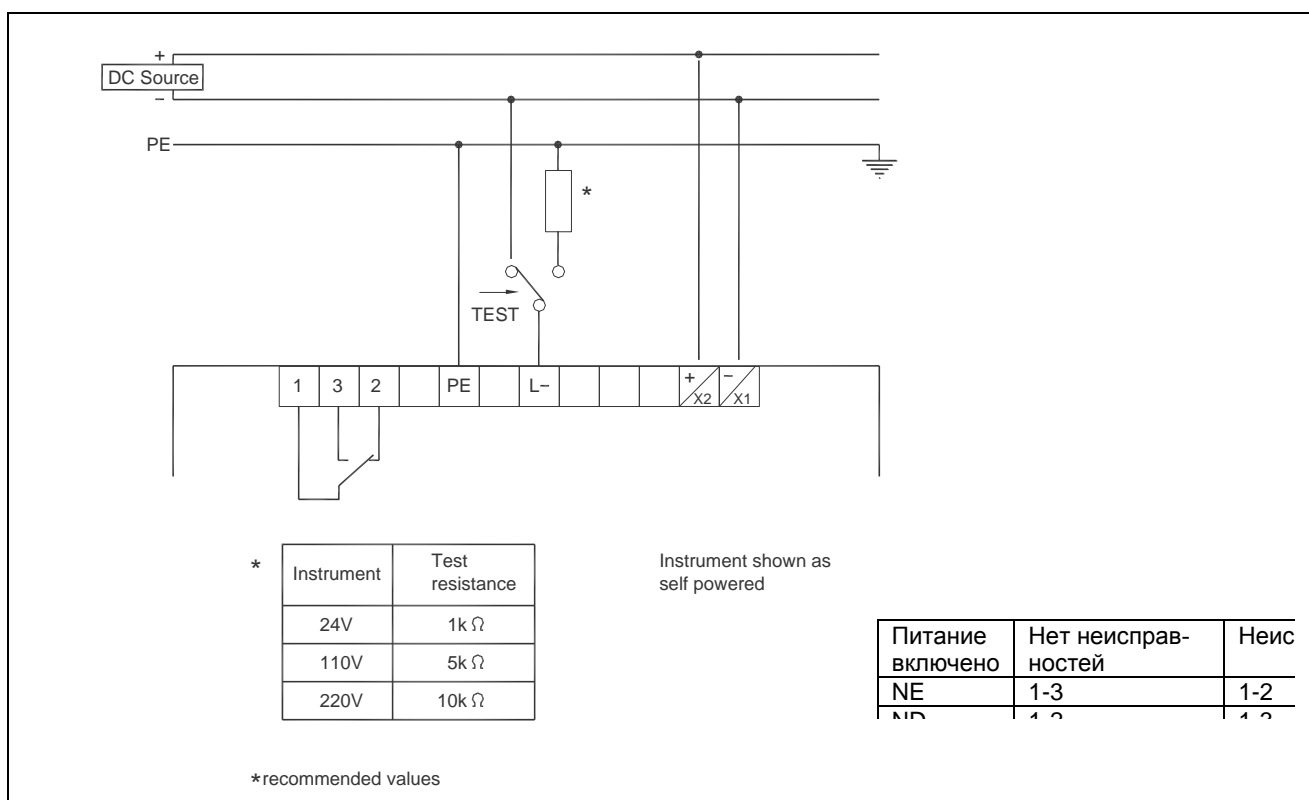 +
DC Source
−
PE
*
TEST
1 3 2 PE L− + −
X2 X1
* Instrument Test resistance
24V 1k Ω
110V 5k Ω
220V 10k Ω
Instrument shown as
self powered
Питание включено Нет неисправ-ностей Неис
NE 1-3 1-2
*recommended values